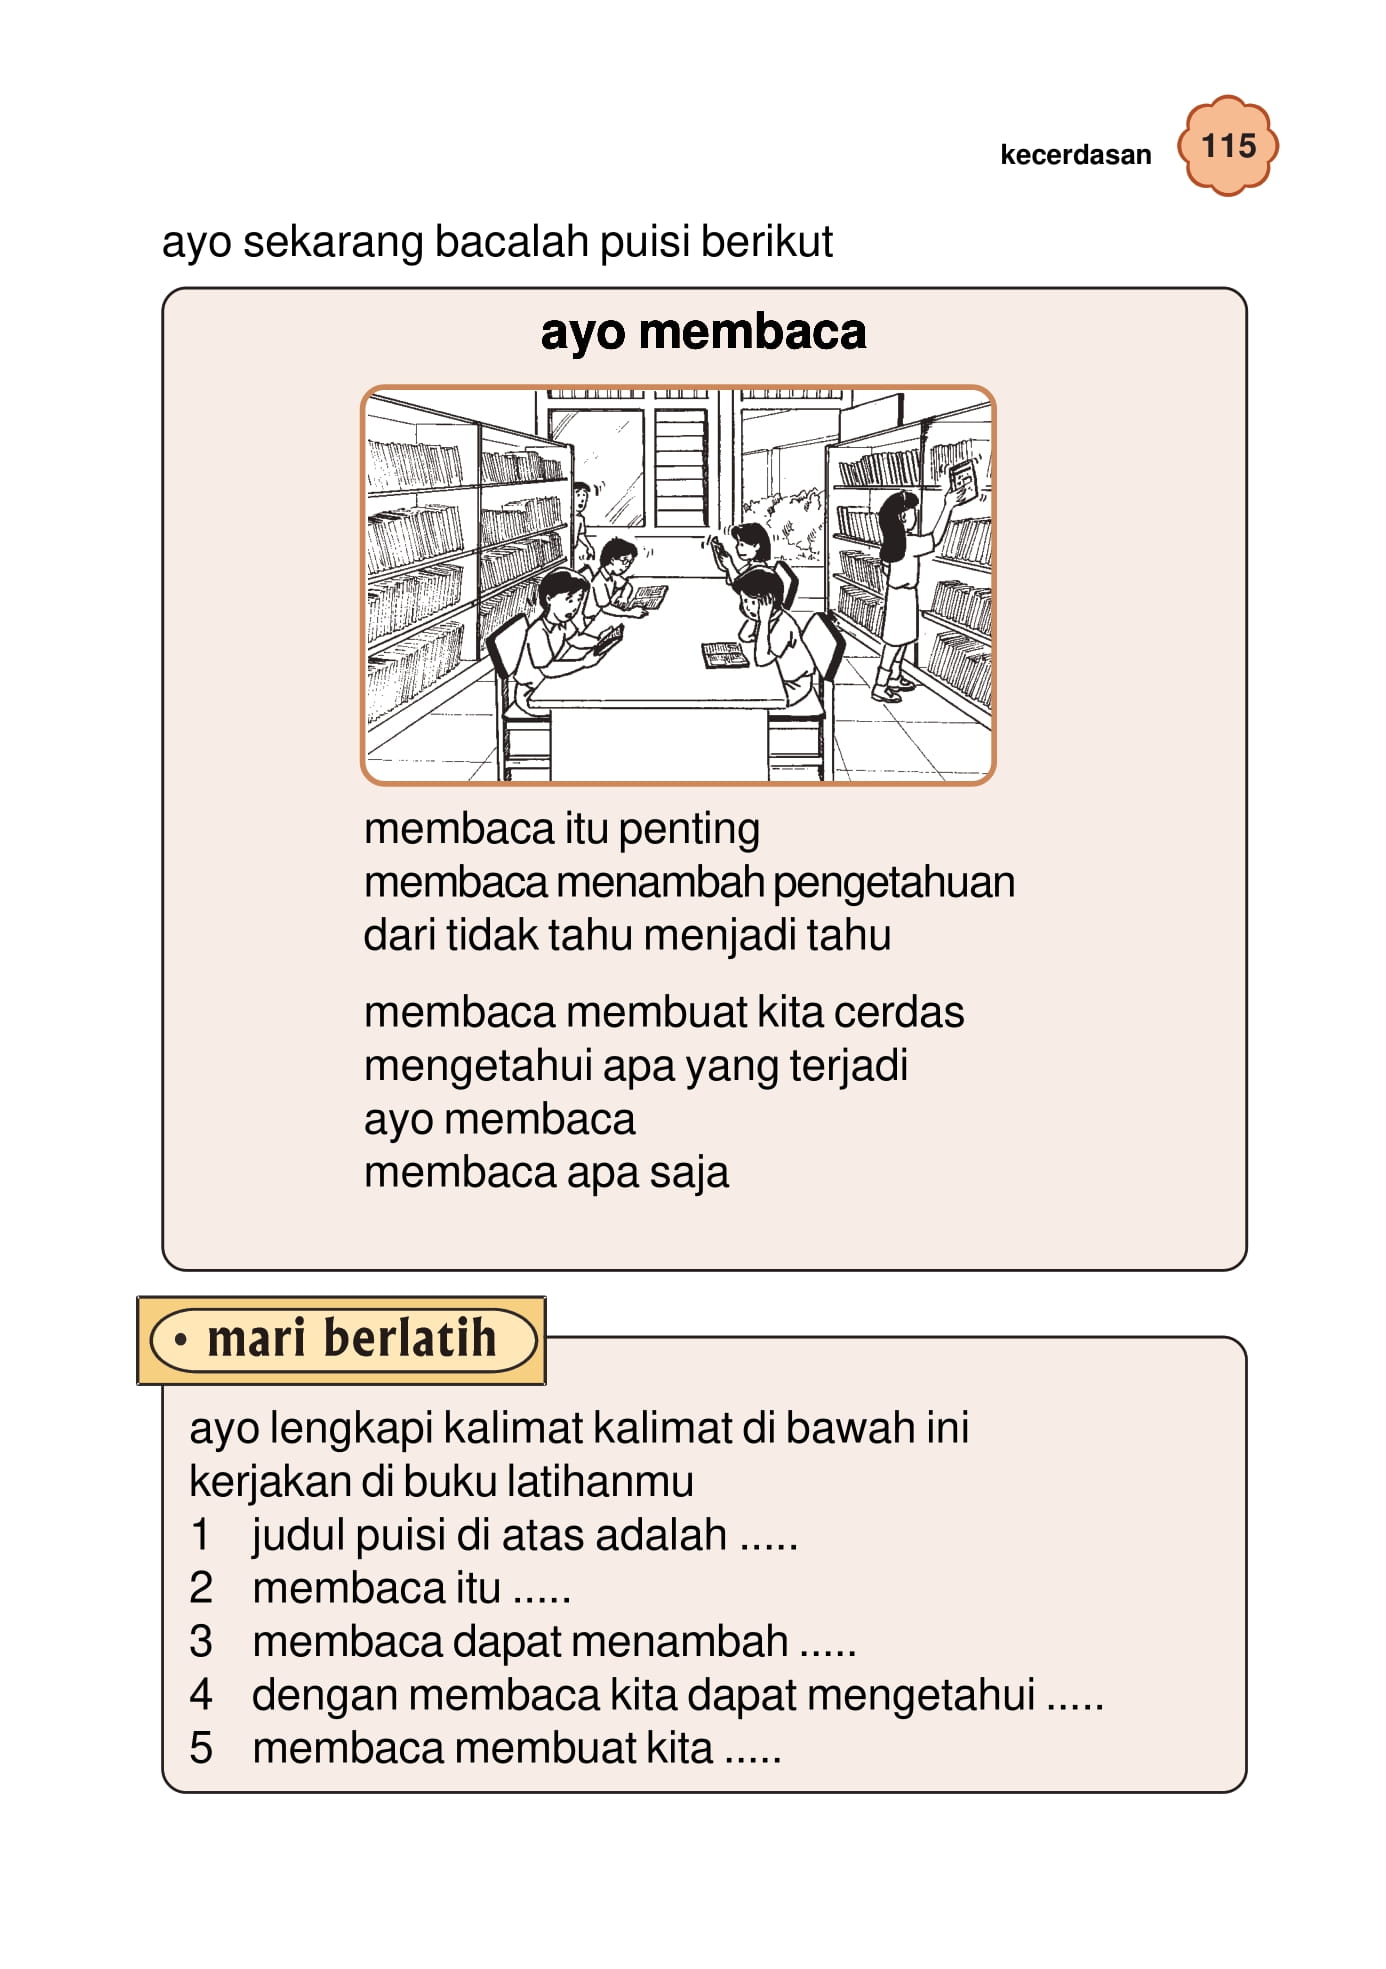 kecerdasan
115
ayo sekarang bacalah puisi berikut
ayo membaca
membaca itu penting
membaca menambah pengetahuan
dari tidak tahu menjadi tahu
membaca membuat kita cerdas
mengetahui apa yang terjadi
ayo membaca
membaca apa saja
• mari berlatih
ayo lengkapi kalimat kalimat di bawah ini
kerjakan di buku latihanmu
1 judul puisi di atas adalah .....
2 membaca itu .....
3 membaca dapat menambah .....
4 dengan membaca kita dapat mengetahui .....
5 membaca membuat kita .....